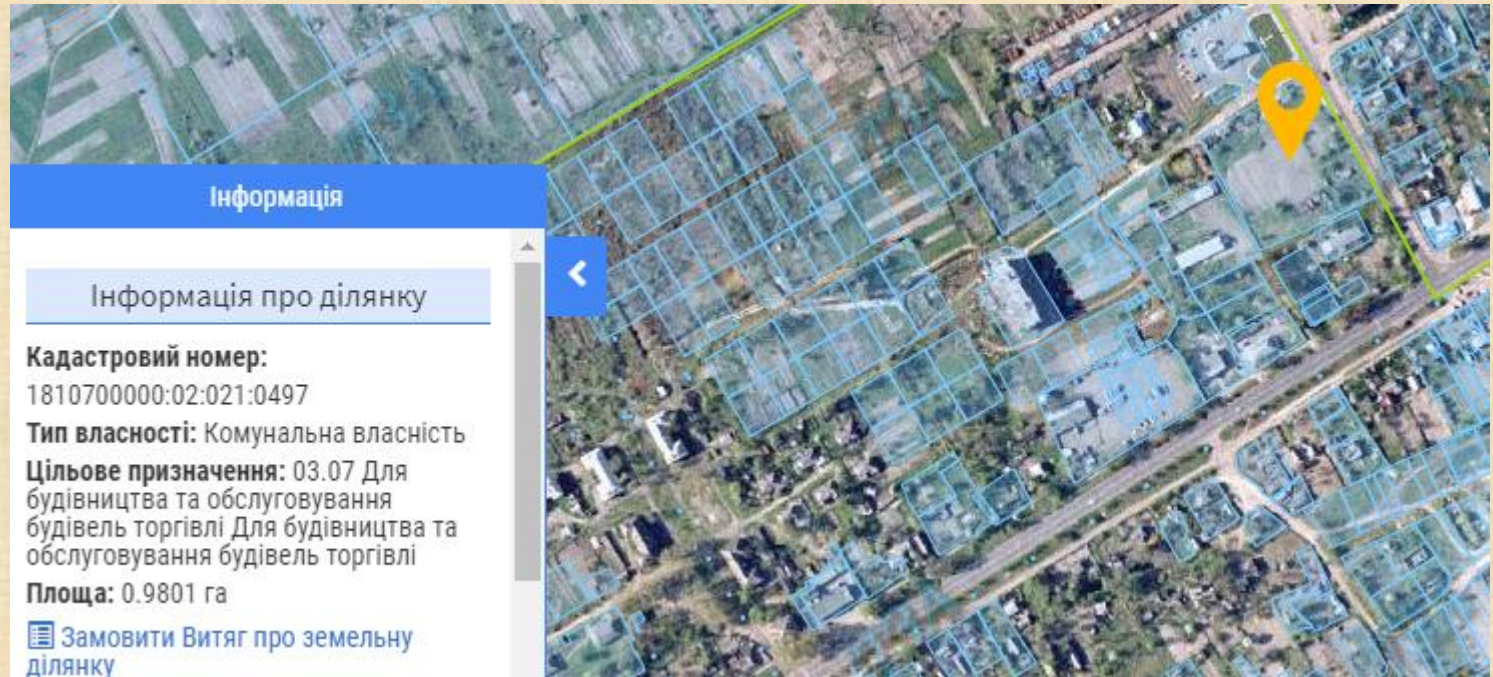 Інформація
Інформація про ділянку
Кадастровий номер:
1810700000:02:021:0497
Тип власності: Комунальна власність
Цільове призначення: 03.07 Для
будівництва та обслуговування
будівель торгівлі Для будівництва та
обслуговування будівель торгівлі
Площа: 0.9801 га
Замовити Витяг про земельну
ділянку